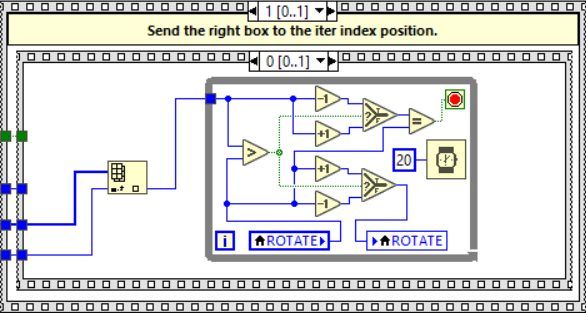 1 [0..1]
Send the right box to the iter index position.
0 [0..1]
-1
? T F
=
+1
>
20
+1
? T F
-1
i
ROTATE
ROTATE